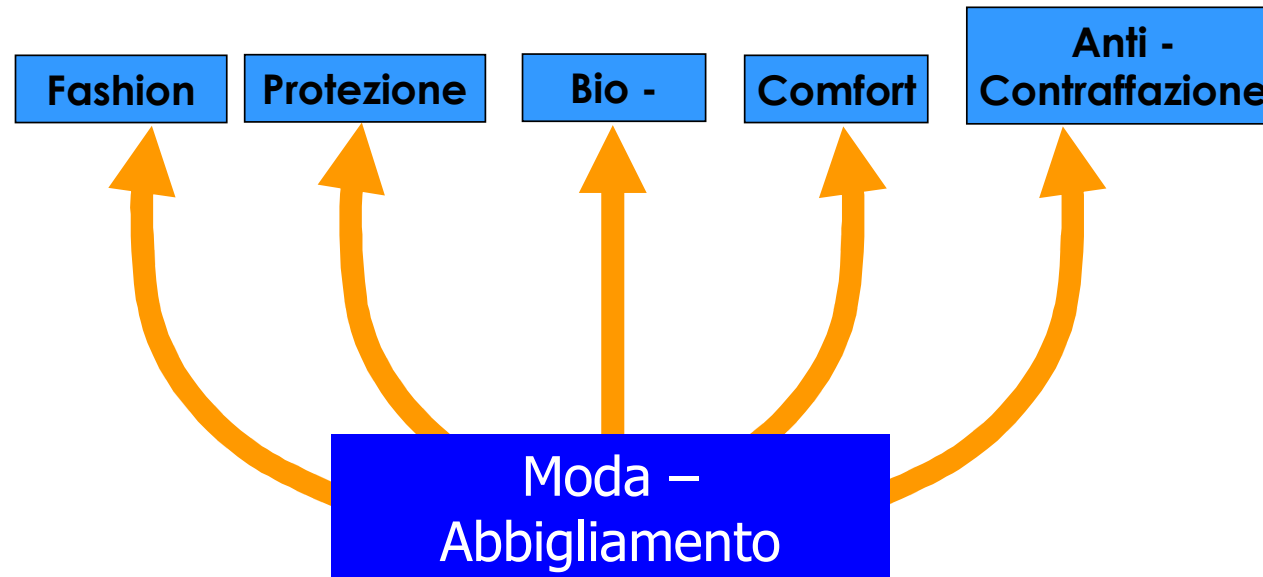 Fashion
Protezione
Bio -
Comfort
Anti -
Contraffazione
Moda –
Abbigliamento